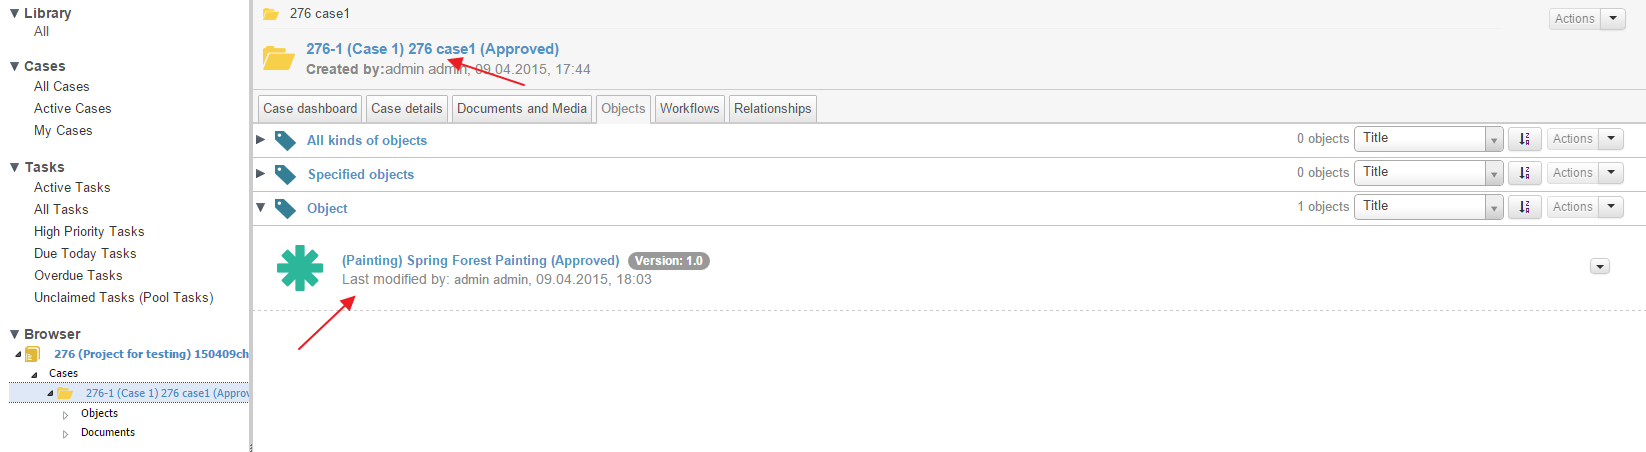 Library
All
Cases
All Cases
Active Cases
My Cases
Tasks
Active Tasks
All Tasks
High Priority Tasks
Due Today Tasks
Overdue Tasks
Unclaimed Tasks (Pool Tasks)
Browser
276 (Project for testing) 150409ch
Cases
276-1 (Case 1) 276 case1 (Approv
Objects
Documents
276 case1
Actions
276-1 (Case 1) 276 case1 (Approved)
Created by:admin admin, 09.04.2015, 17:44
Case dashboard Case details Documents and Media Objects Workflows Relationships
All kinds of objects 0 objects Title Actions
Specified objects 0 objects Title Actions
Object 1 objects Title Actions
(Painting) Spring Forest Painting (Approved) Version: 1.0
Last modified by: admin admin, 09.04.2015, 18:03